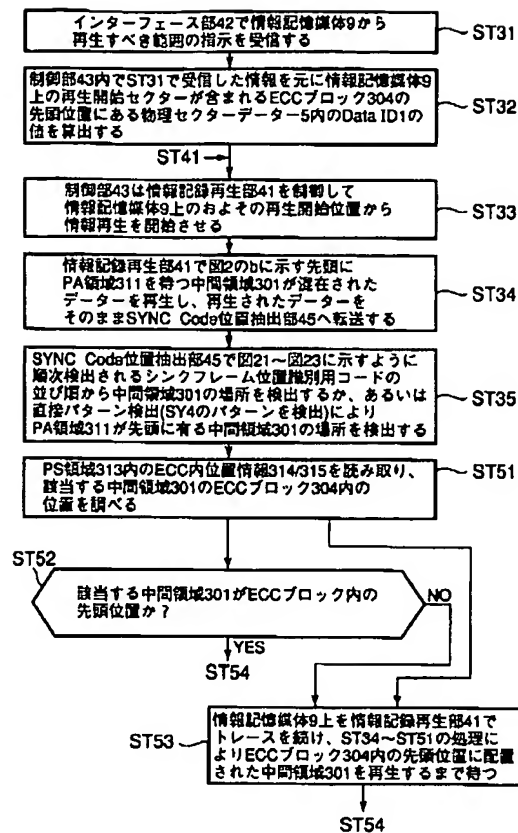 インターフェース部42で情報記憶媒体9から
再生すべき範囲の指示を受信する
ST31
制御部43内でST31で受信した情報を元に情報記憶媒体9
上の再生開始セクターが含まれるECCブロック304の
先頭位置にある物理セクターデーター5内のData ID1の
値を算出する
ST32
ST41
制御部43は情報記録再生部41を制御して
情報記憶媒体9上のおよその再生開始位置から
情報再生を開始させる
ST33
情報記録再生部41で図2のbに示す先頭に
PA領域311を持つ中間領域301が混在された
データーを再生し、再生されたデーターを
そのままSYNC Code位置抽出部45へ転送する
ST34
SYNC Code位置抽出部45で図21~図23に示すように
順次検出されるシンクフレーム位置識別用コードの
並び順から中間領域301の場所を検出するか、あるいは
直接パターン検出(SY4のパターンを検出)により
PA領域311が先頭に有る中間領域301の場所を検出する
ST35
PS領域313内のECC内位置情報314/315を読み取り、
該当する中間領域301のECCブロック304内の
位置を調べる
ST51
ST52
該当する中間領域301がECCブロック内の
先頭位置か?
NO
YES
ST54
ST53
情報記憶媒体9上を情報記録再生部41で
トレースを続け、ST34~ST51の処理に
よりECCブロック304内の先頭位置に配置
された中間領域301を再生するまで待つ
ST54